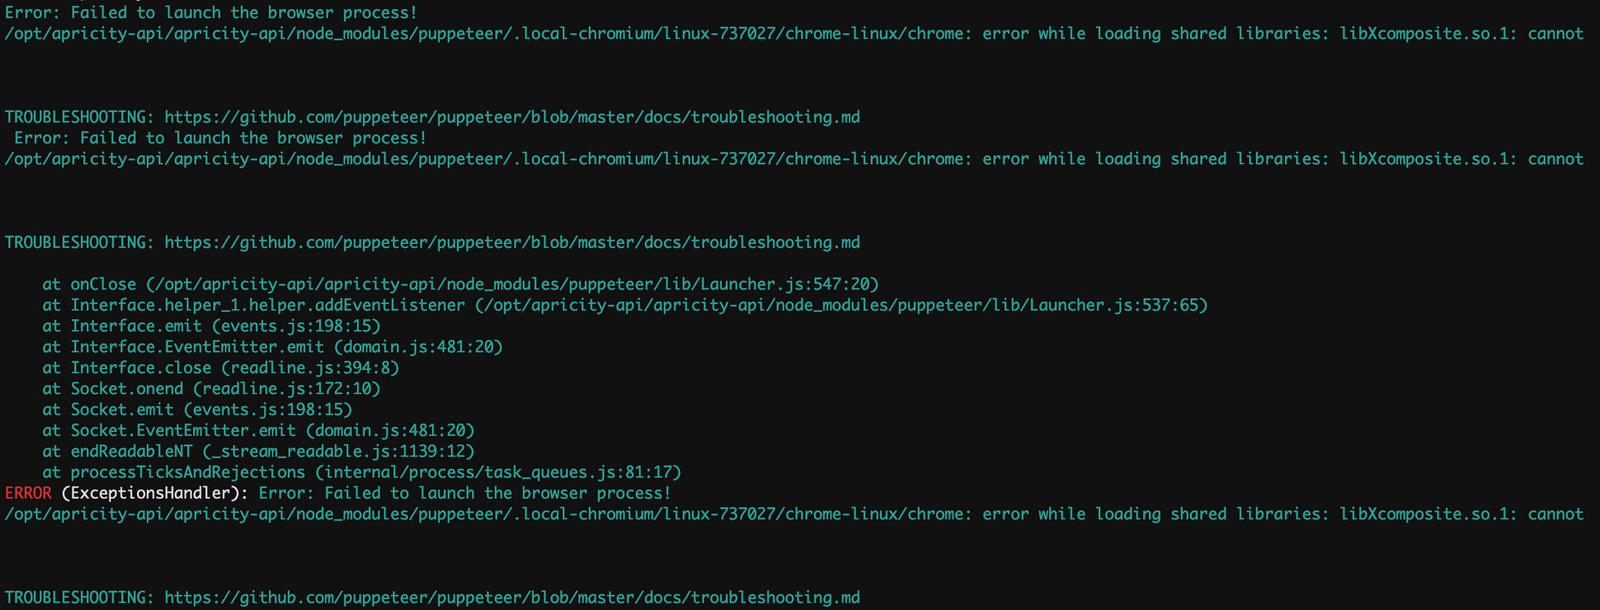 Error: Failed to launch the browser process!
/opt/apricity-api/apricity-api/node_modules/puppeteer/.local-chromium/linux-737027/chrome-linux/chrome: error while loading shared libraries: libXcomposite.so.1: cannot
TROUBLESHOOTING: https://github.com/puppeteer/puppeteer/blob/master/docs/troubleshooting.md
Error: Failed to launch the browser process!
/opt/apricity-api/apricity-api/node_modules/puppeteer/.local-chromium/linux-737027/chrome-linux/chrome: error while loading shared libraries: libXcomposite.so.1: cannot
TROUBLESHOOTING: https://github.com/puppeteer/puppeteer/blob/master/docs/troubleshooting.md
at onClose (/opt/apricity-api/apricity-api/node_modules/puppeteer/lib/Launcher.js:547:20)
at Interface.helper_1.helper.addEventListener (/opt/apricity-api/apricity-api/node_modules/puppeteer/lib/Launcher.js:537:65)
at Interface.emit (events.js:198:15)
at Interface.EventEmitter.emit (domain.js:481:20)
at Interface.close (readline.js:394:8)
at Socket.onend (readline.js:172:10)
at Socket.emit (events.js:198:15)
at Socket.EventEmitter.emit (domain.js:481:20)
at endReadableNT (_stream_readable.js:1139:12)
at processTicksAndRejections (internal/process/task_queues.js:81:17)
ERROR (ExceptionsHandler): Error: Failed to launch the browser process!
/opt/apricity-api/apricity-api/node_modules/puppeteer/.local-chromium/linux-737027/chrome-linux/chrome: error while loading shared libraries: libXcomposite.so.1: cannot
TROUBLESHOOTING: https://github.com/puppeteer/puppeteer/blob/master/docs/troubleshooting.md